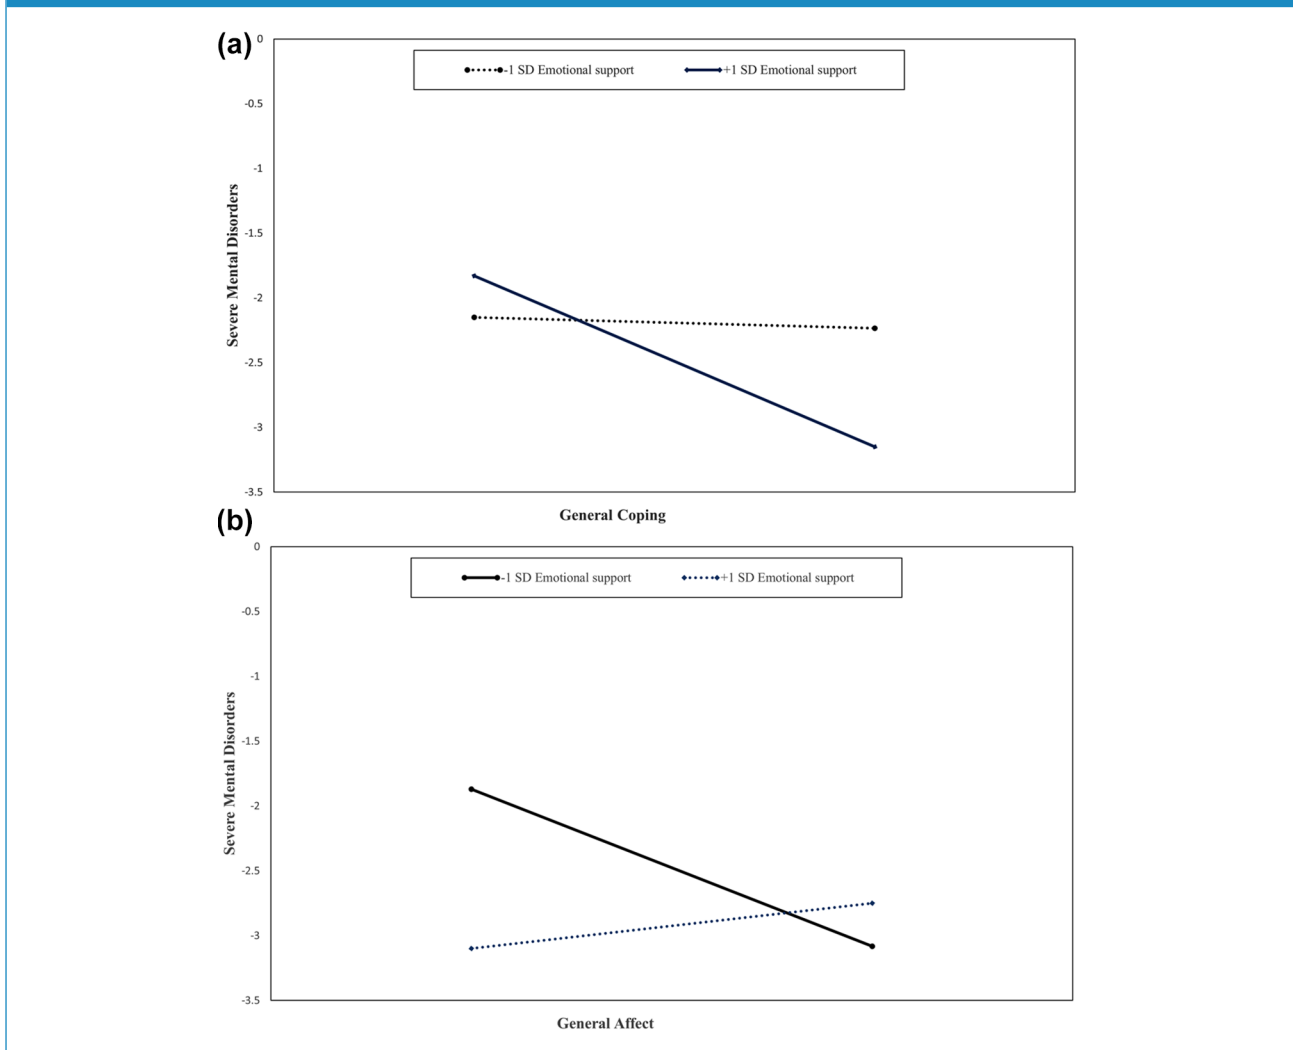 (a)
0
-1 SD Emotional support
+1 SD Emotional support
-0.5
-1
-1.5
-2
-2.5
-3
-3.5
Severe Mental Disorders
General Coping
(b)
0
-1 SD Emotional support
+1 SD Emotional support
-0.5
-1
-1.5
-2
-2.5
-3
-3.5
Severe Mental Disorders
General Affect